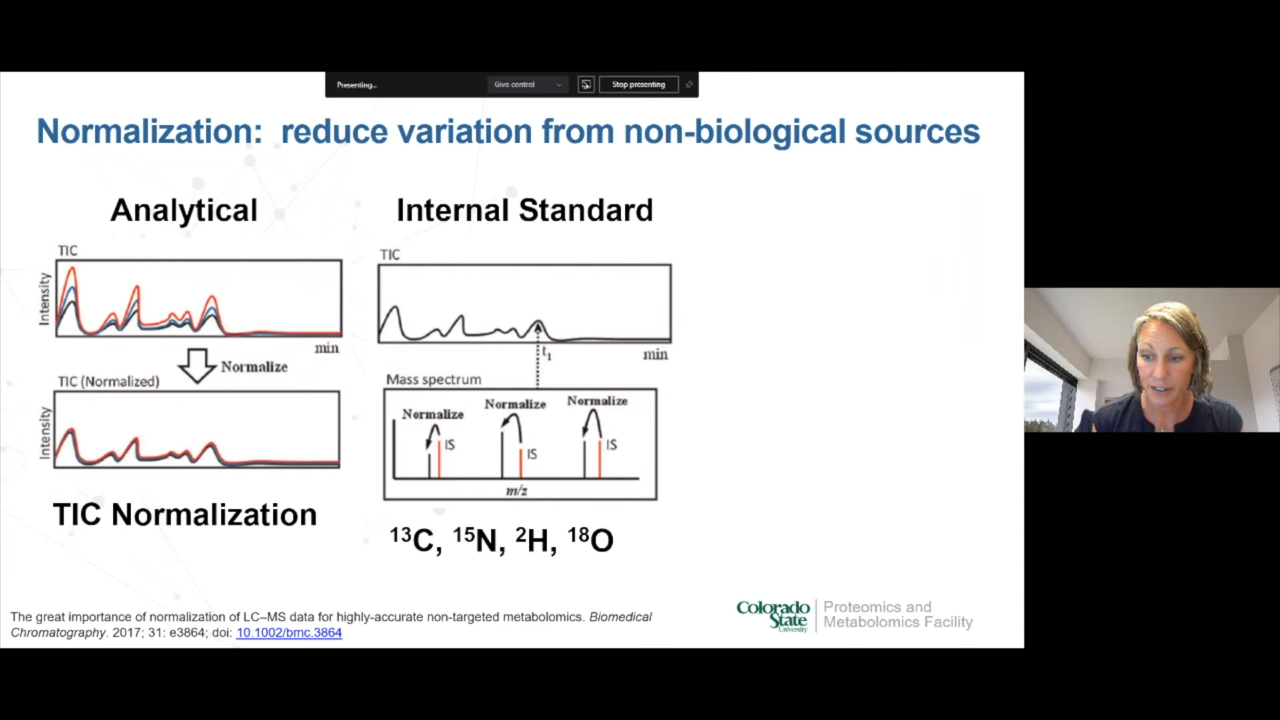 Presenting...
Give control
Stop presenting
Normalization: reduce variation from non-biological sources
Analytical
TIC
Intensity
min
Normalize
TIC (Normalized)
Intensity
TIC Normalization
Internal Standard
TIC
t₁
min
Mass spectrum
Normalize
Normalize
Normalize
IS
IS
IS
m/z
¹³C, ¹⁵N, ²H, ¹⁸O
The great importance of normalization of LC–MS data for highly-accurate non-targeted metabolomics. Biomedical
Chromatography. 2017; 31: e3864; doi: 10.1002/bmc.3864
Colorado
State
University
Proteomics and
Metabolomics Facility